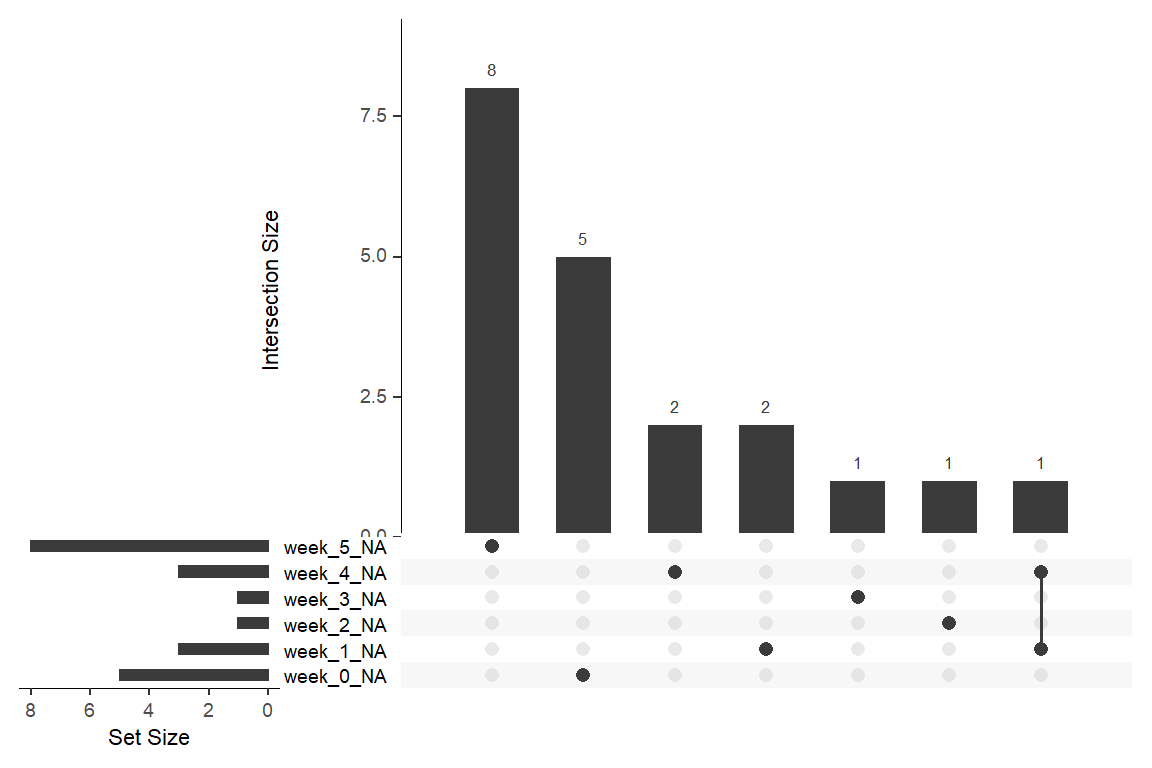 8
7.5
5
5.0
Intersection Size
2.5
2
2
1
1
1
0.0
week_5_NA
week_4_NA
week_3_NA
week_2_NA
week_1_NA
week_0_NA
8 6 4 2 0
Set Size